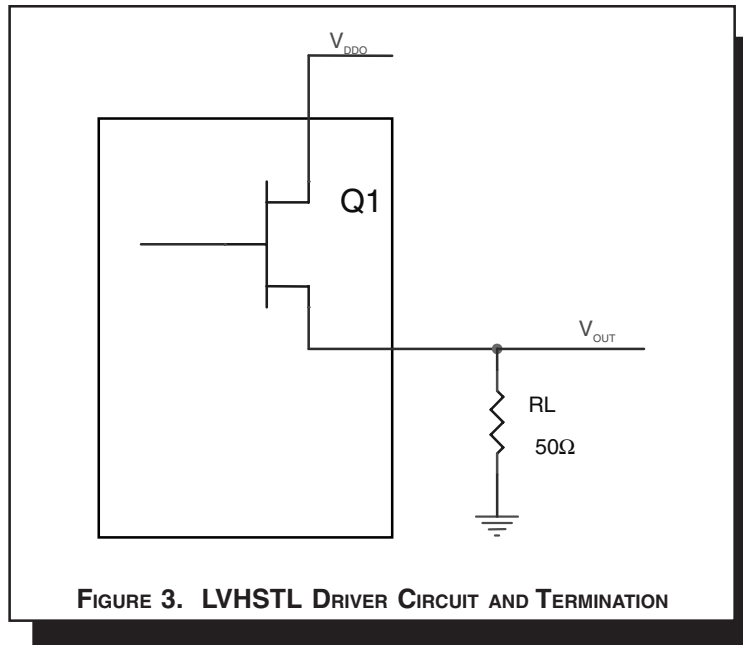 VDDO
Q1
VOUT
RL
50Ω
FIGURE 3. LVHSTL DRIVER CIRCUIT AND TERMINATION